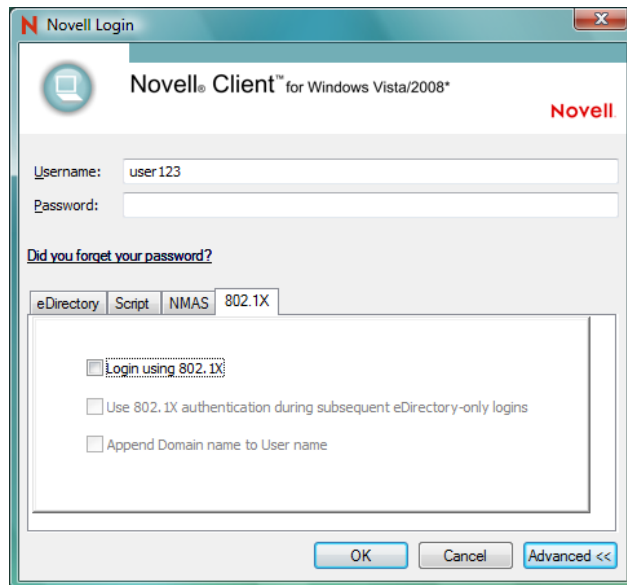 Novell Login
Novell® Client™ for Windows Vista/2008*
Novell.
Username: user123
Password:
Did you forget your password?
eDirectory Script NMAS 802.1X
Login using 802.1X
Use 802.1X authentication during subsequent eDirectory-only logins
Append Domain name to User name
OK Cancel Advanced <<